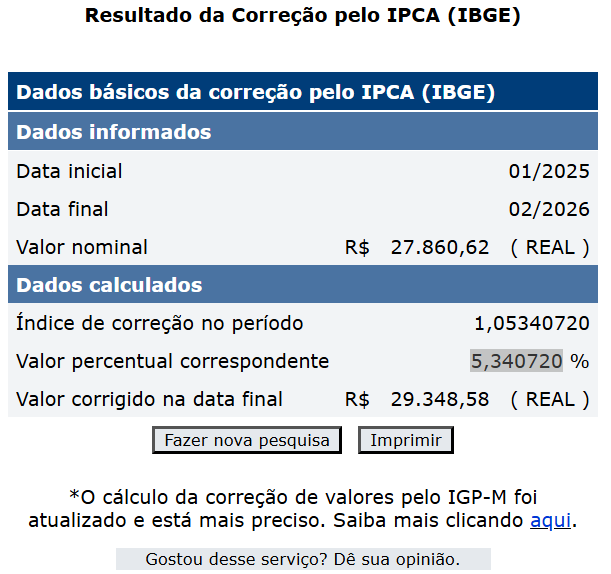 Resultado da Correção pelo IPCA (IBGE)
Dados básicos da correção pelo IPCA (IBGE)
Dados informados
Data inicial 01/2025
Data final 02/2026
Valor nominal R$ 27.860,62 ( REAL )
Dados calculados
Índice de correção no período 1,05340720
Valor percentual correspondente 5,340720 %
Valor corrigido na data final R$ 29.348,58 ( REAL )
Fazer nova pesquisa Imprimir
*O cálculo da correção de valores pelo IGP-M foi
atualizado e está mais preciso. Saiba mais clicando aqui.
Gostou desse serviço? Dê sua opinião.